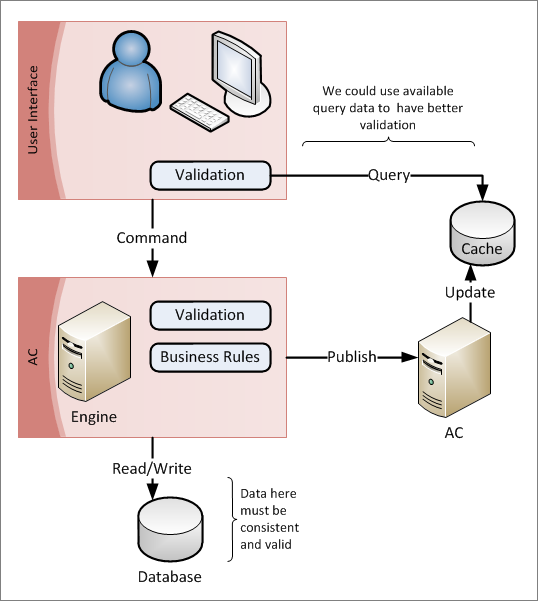 User Interface
We could use available
query data to  have better
validation
Validation
Query
Cache
Command
Update
AC
Validation
Business Rules
Engine
Publish
AC
Read/Write
Data here
must be
consistent
and valid
Database